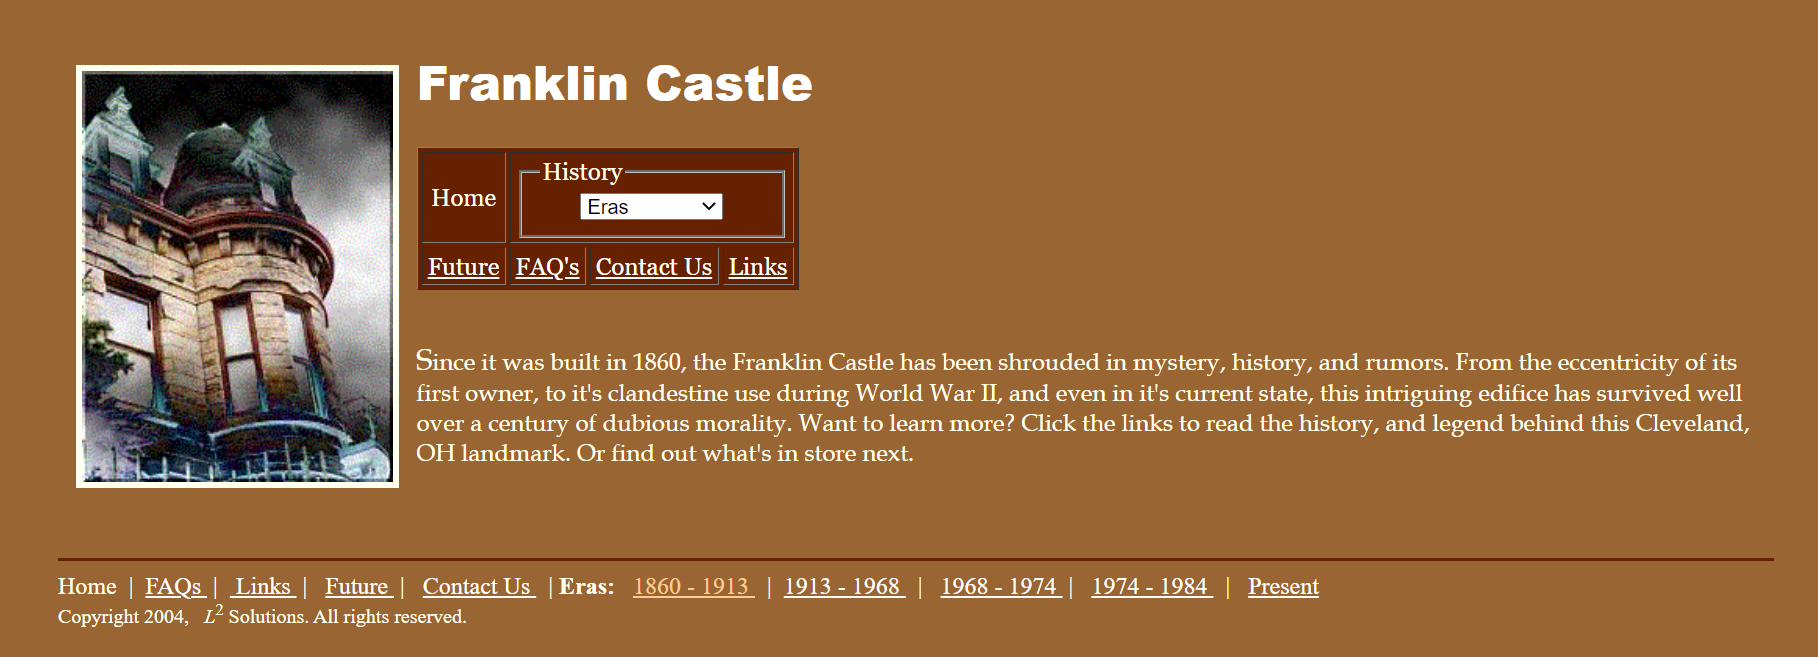 Franklin Castle
Home
History
Eras
Future FAQ's Contact Us Links
Since it was built in 1860, the Franklin Castle has been shrouded in mystery, history, and rumors. From the eccentricity of its
first owner, to it's clandestine use during World War II, and even in it's current state, this intriguing edifice has survived well
over a century of dubious morality. Want to learn more? Click the links to read the history, and legend behind this Cleveland,
OH landmark. Or find out what's in store next.
Home | FAQs | Links | Future | Contact Us | Eras: 1860 - 1913 | 1913 - 1968 | 1968 - 1974 | 1974 - 1984 | Present
Copyright 2004, L² Solutions. All rights reserved.